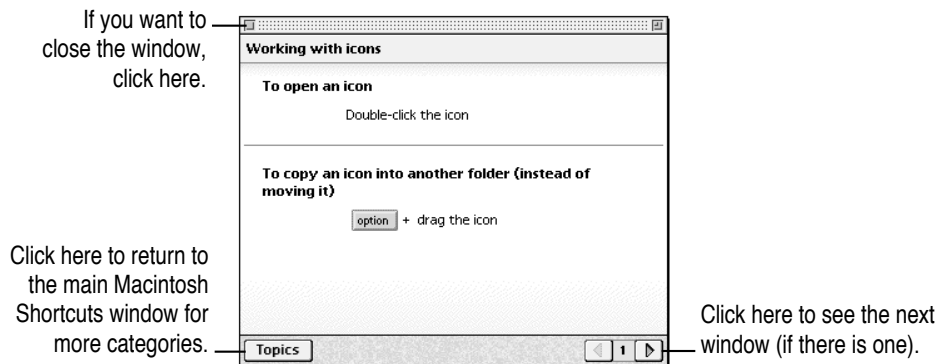 If you want to
close the window,
click here.
Working with icons
To open an icon
Double-click the icon
To copy an icon into another folder (instead of
moving it)
option + drag the icon
Click here to return to
the main Macintosh
Shortcuts window for
more categories.
Topics
1
Click here to see the next
window (if there is one).